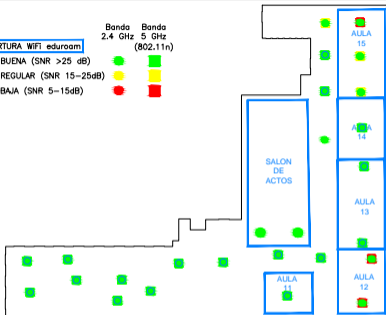 Banda Banda
2.4 GHz 5 GHz
(802.11n)
RTURA WiFi eduroam
BUENA (SNR >25 dB)
REGULAR (SNR 15-25dB)
BAJA (SNR 5-15dB)
AULA
15
AULA
14
SALON
DE
ACTOS
AULA
13
AULA
11
AULA
12